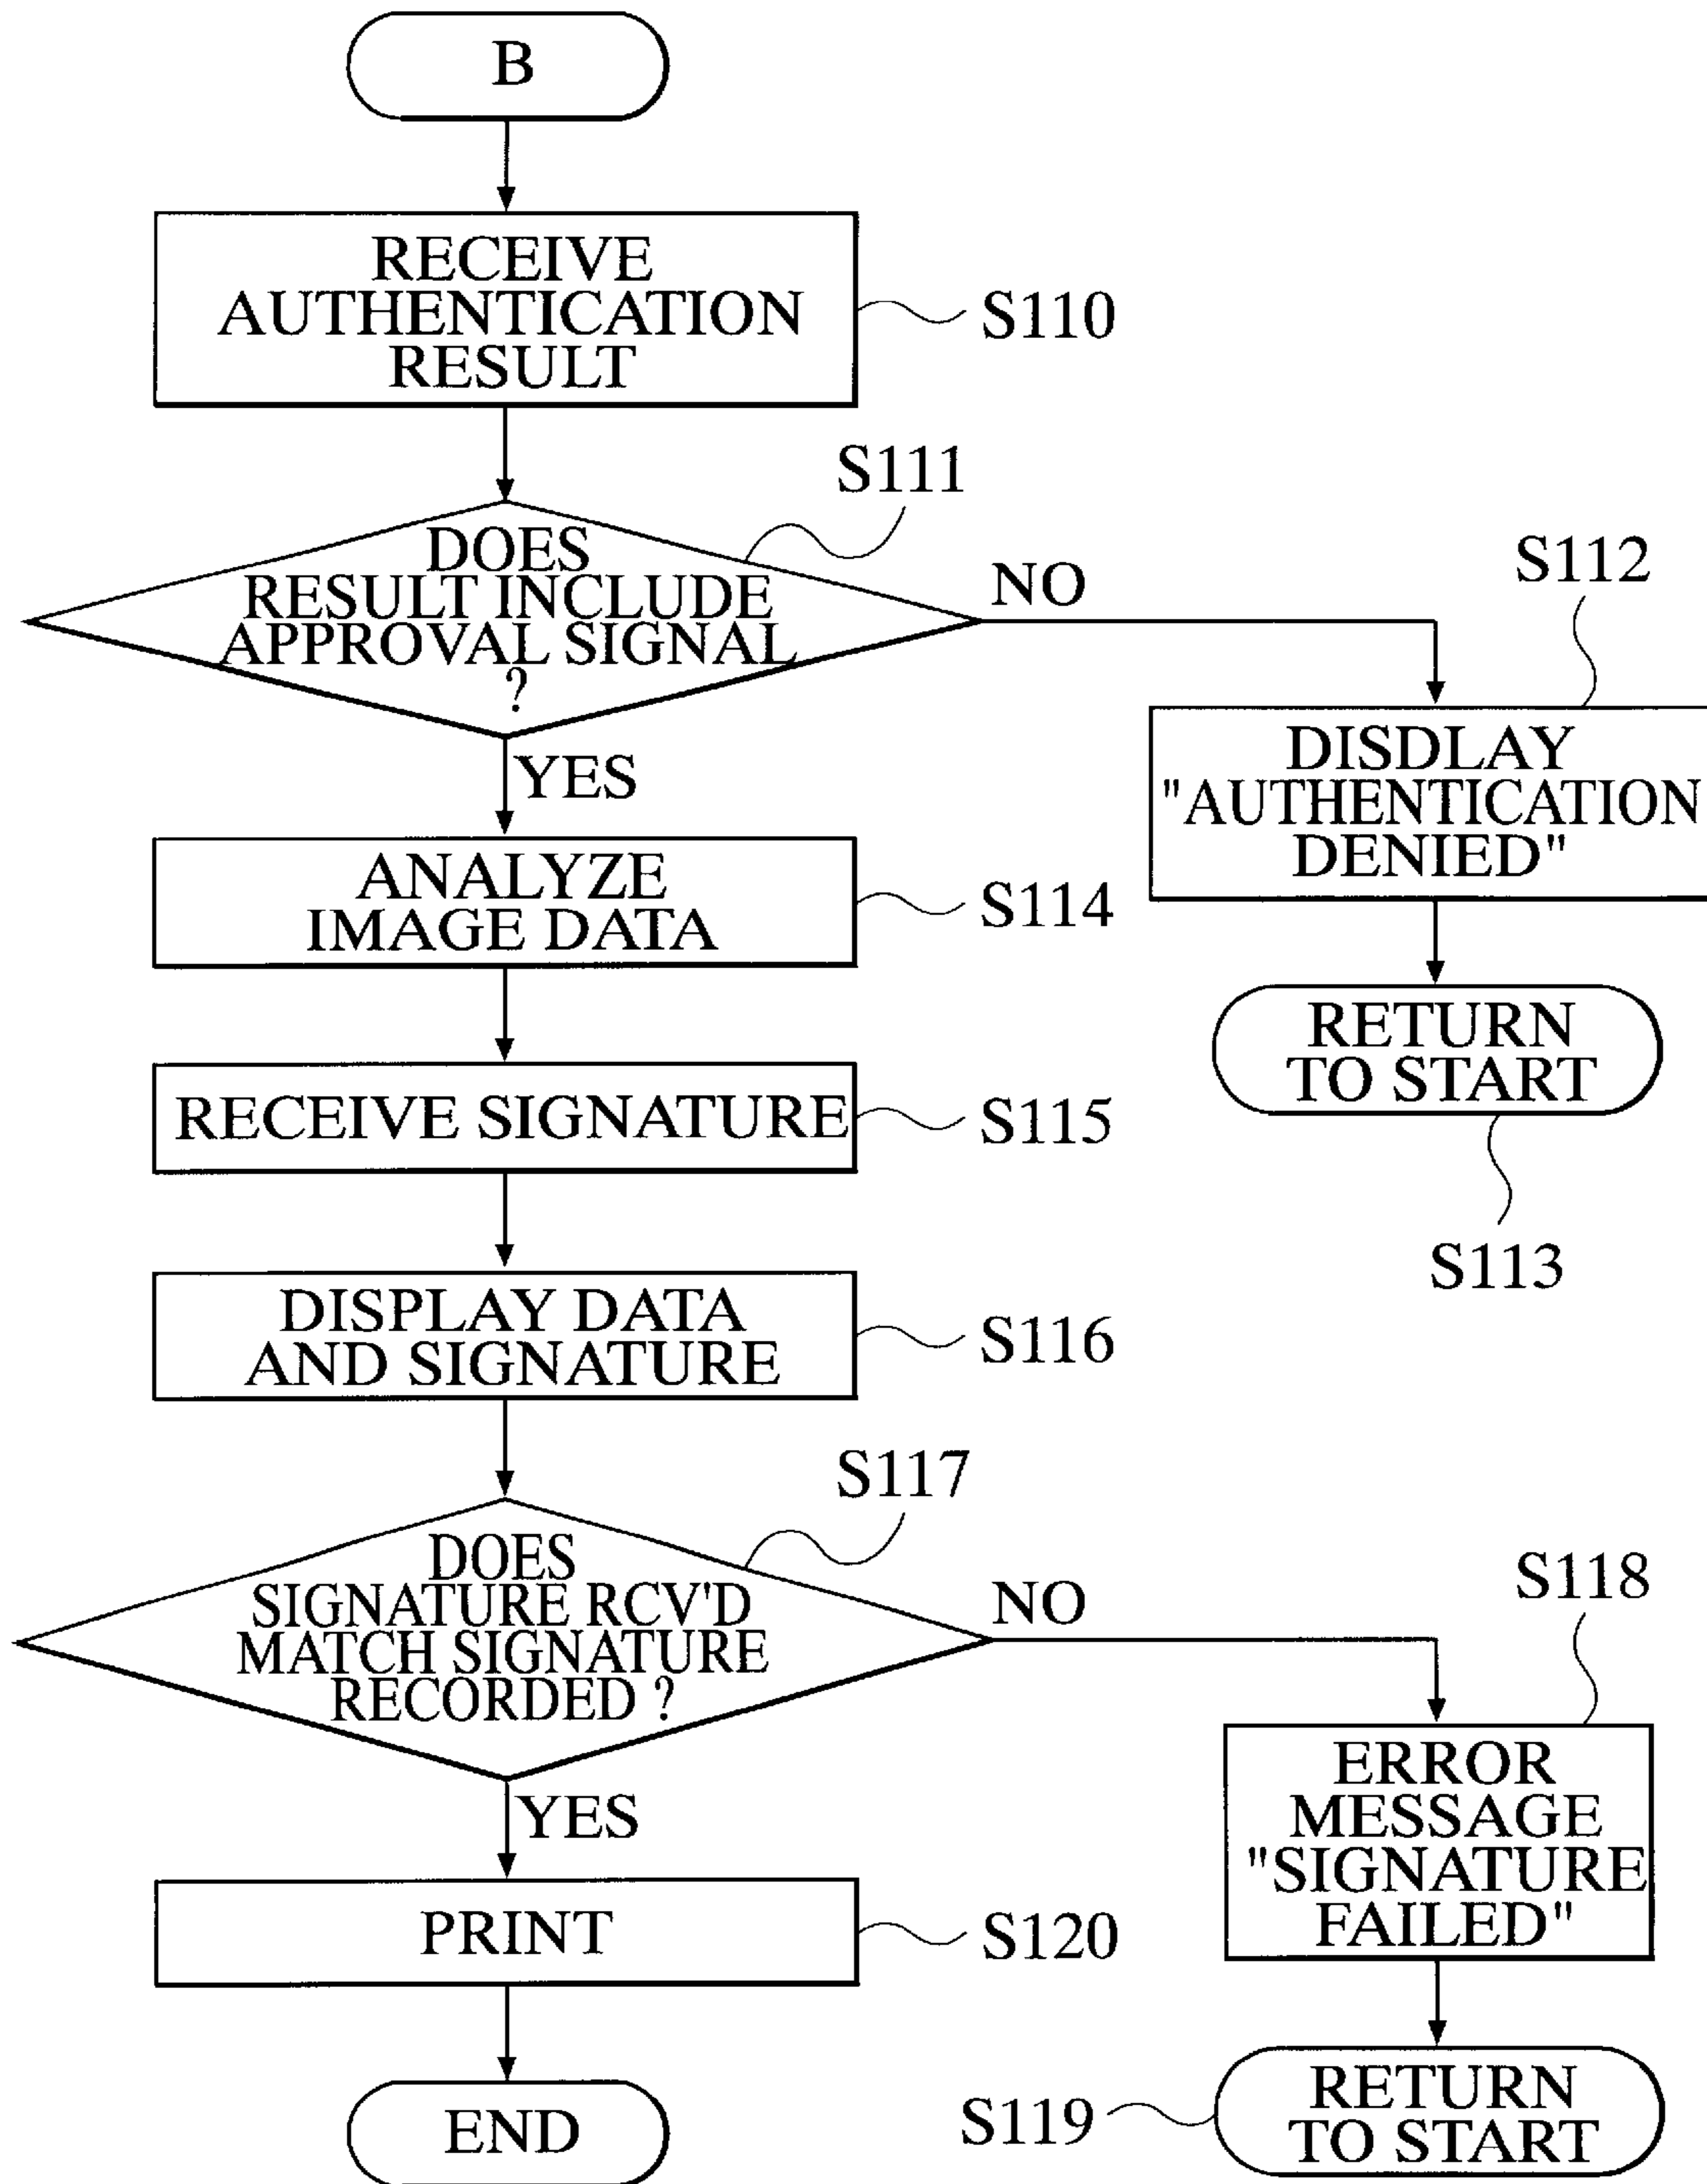 B
RECEIVE
AUTHENTICATION
RESULT
S110
S111
DOES
RESULT INCLUDE
APPROVAL SIGNAL
?
NO
S112
DISDLAY
"AUTHENTICATION
DENIED"
YES
ANALYZE
IMAGE DATA
S114
RETURN
TO START
S113
RECEIVE SIGNATURE
S115
DISPLAY DATA
AND SIGNATURE
S116
S117
DOES
SIGNATURE RCV'D
MATCH SIGNATURE
RECORDED ?
NO
S118
ERROR
MESSAGE
"SIGNATURE
FAILED"
YES
PRINT
S120
RETURN
TO START
S119
END